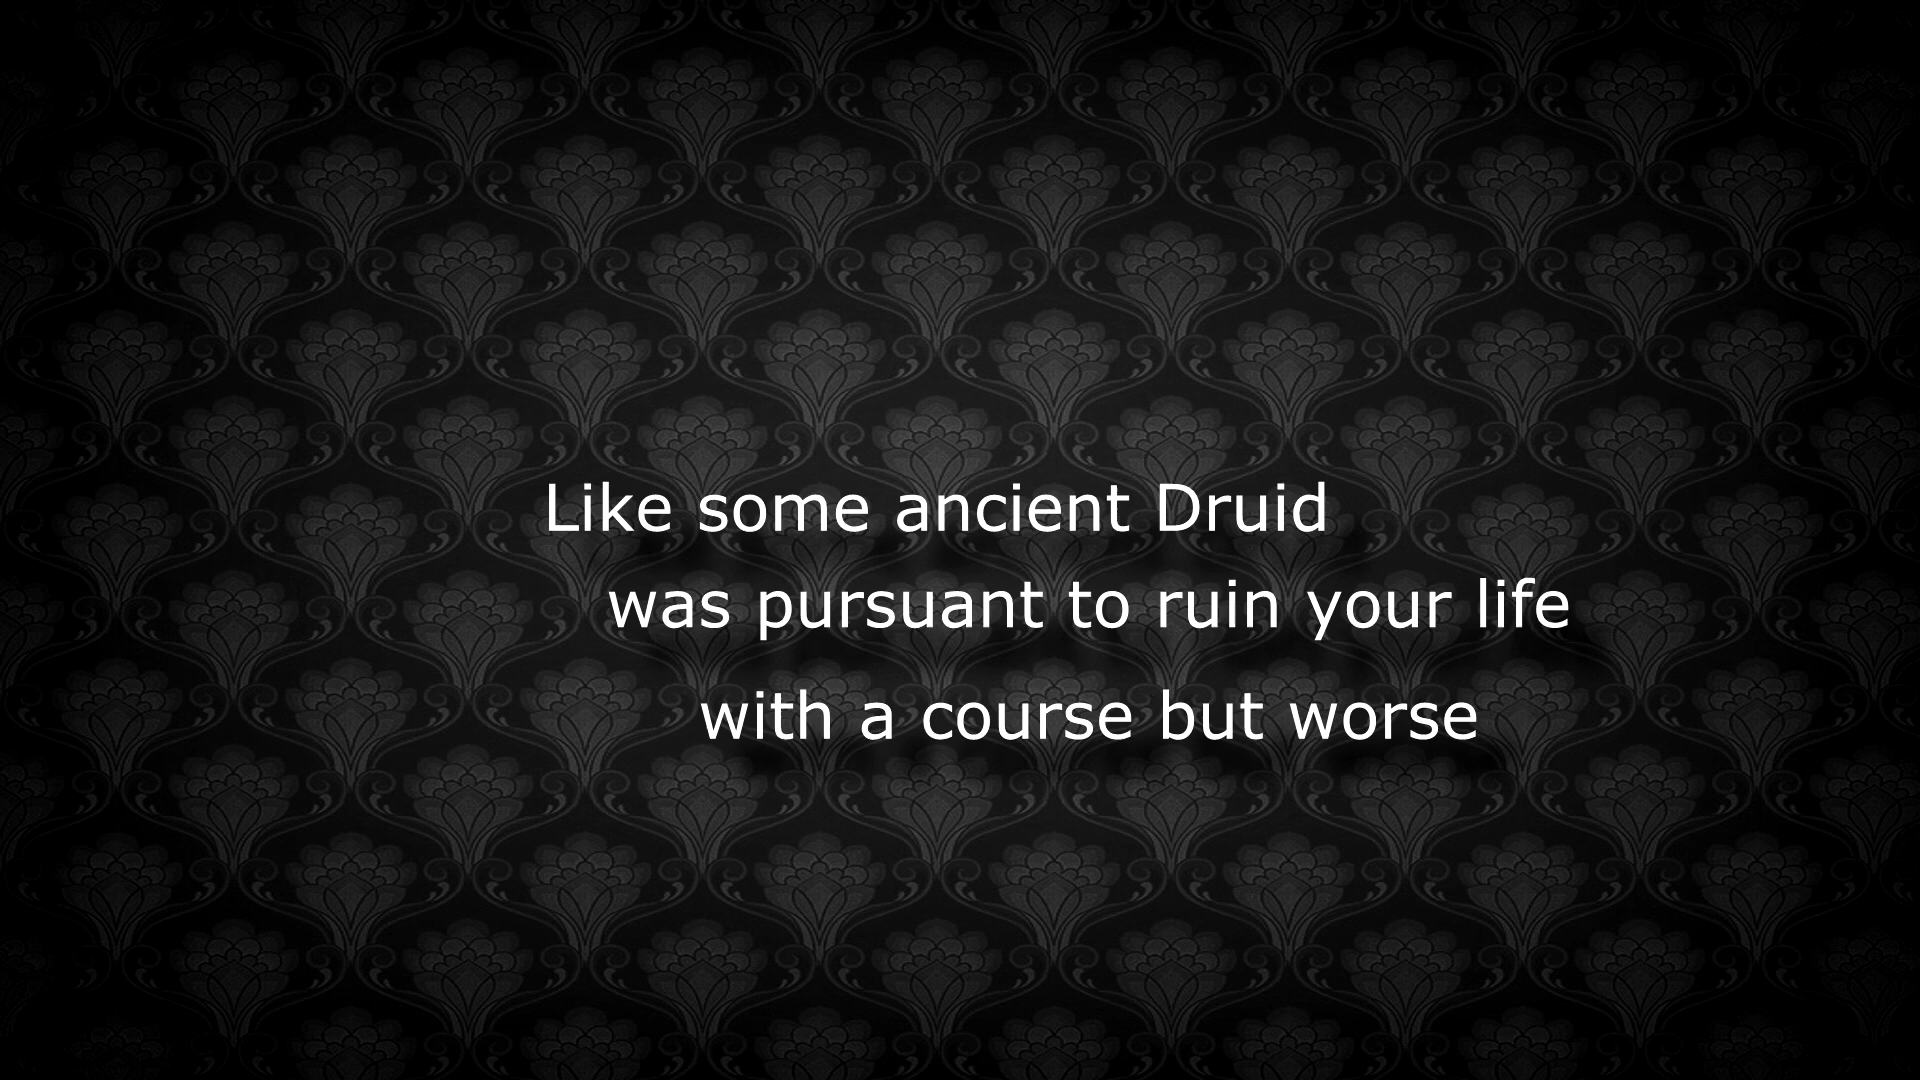 Like some ancient Druid
was pursuant to ruin your life
with a course but worse